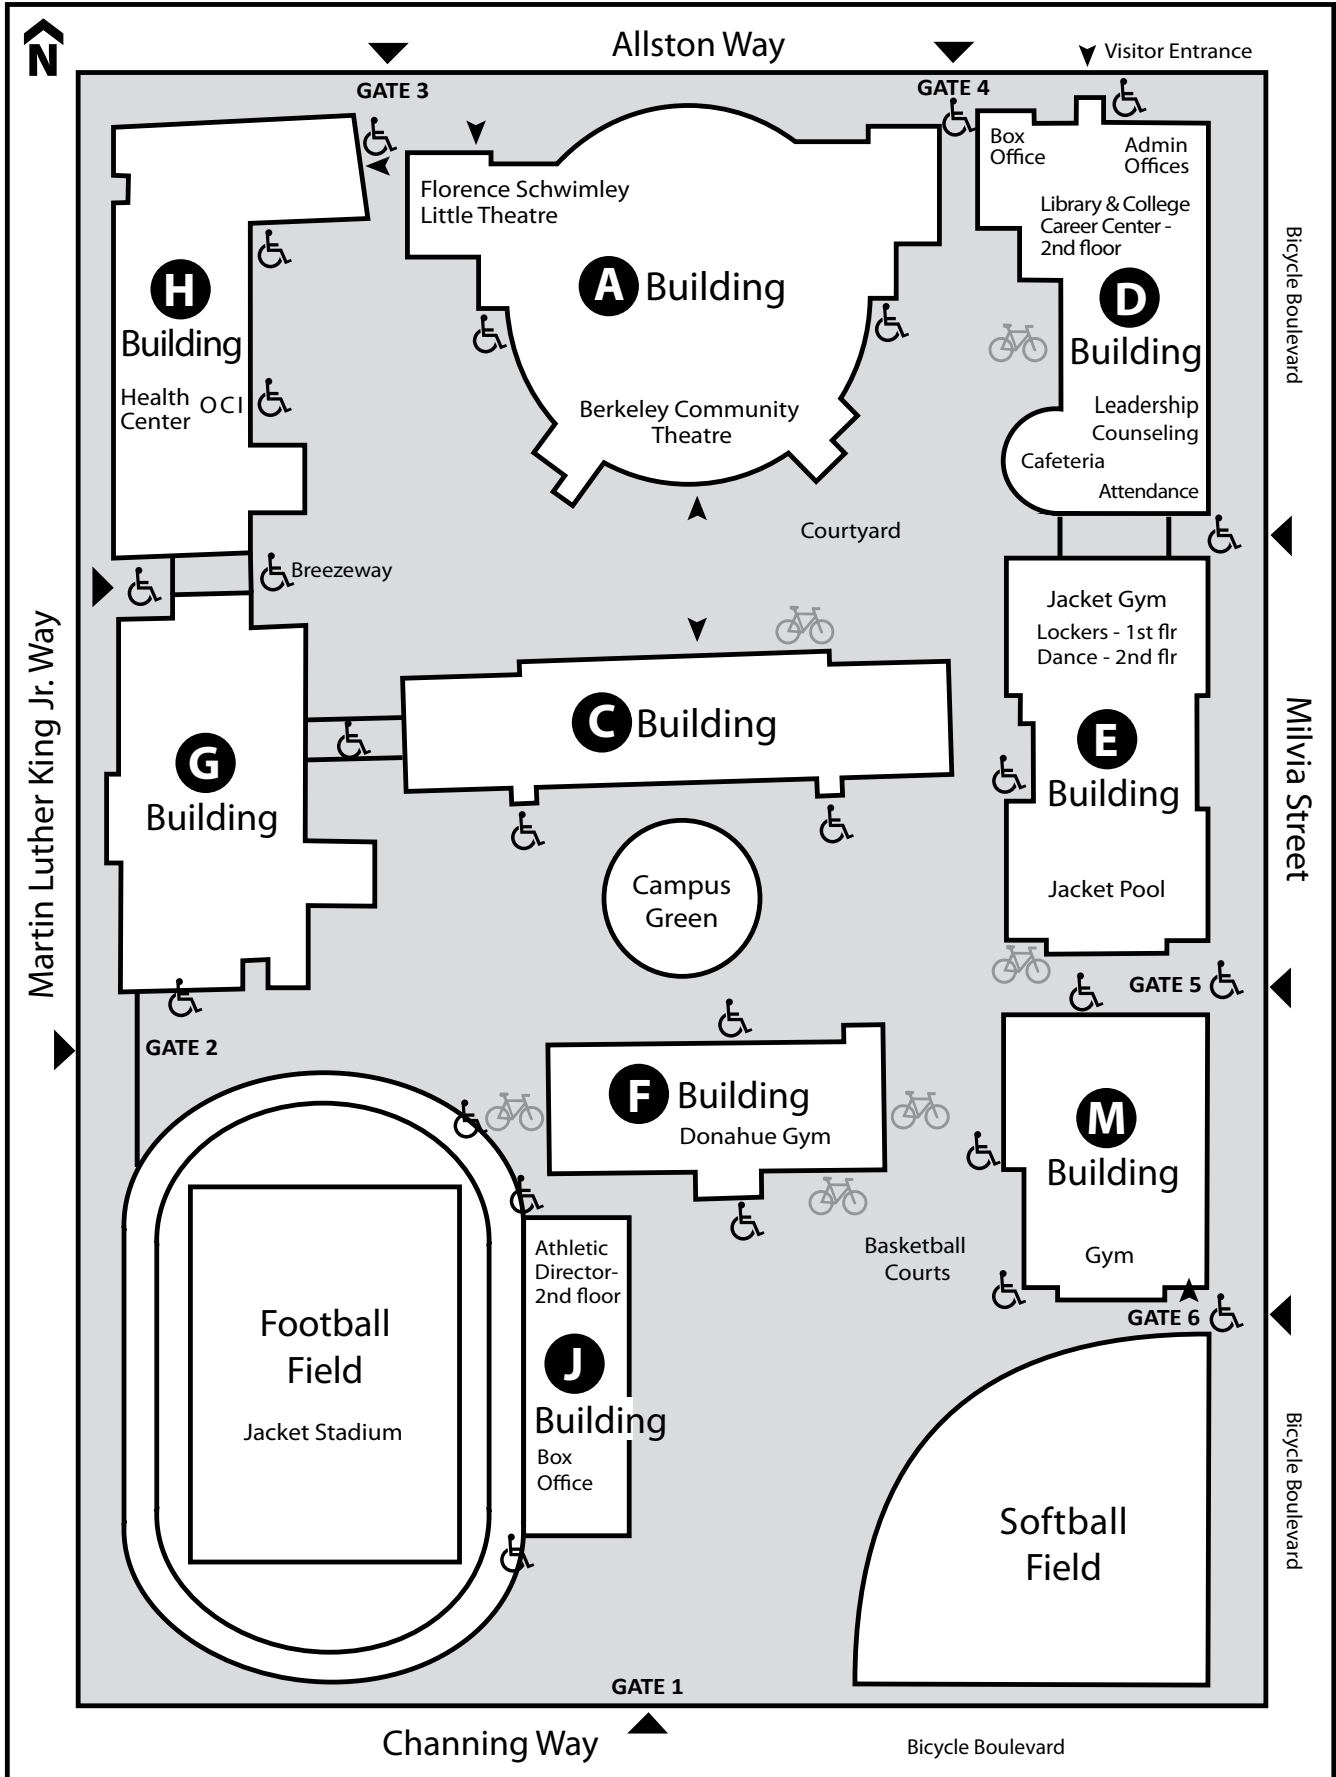 N
Allston Way
Visitor Entrance
GATE 3
GATE 4
Box
Office
Admin
Offices
Florence Schwimley
Little Theatre
Library & College
Career Center -
2nd floor
Bicycle Boulevard
H
Building
A Building
D
Building
Health
Center
OCI
Berkeley Community
Theatre
Leadership
Counseling
Cafeteria
Attendance
Courtyard
Breezeway
Jacket Gym
Lockers - 1st flr
Dance - 2nd flr
Martin Luther King Jr. Way
C Building
G
Building
E
Building
Milvia Street
Campus
Green
Jacket Pool
GATE 5
GATE 2
F Building
Donahue Gym
M
Building
Gym
Basketball
Courts
Athletic
Director-
2nd floor
GATE 6
Football
Field
Jacket Stadium
J
Building
Box
Office
Bicycle Boulevard
Softball
Field
GATE 1
Channing Way
Bicycle Boulevard